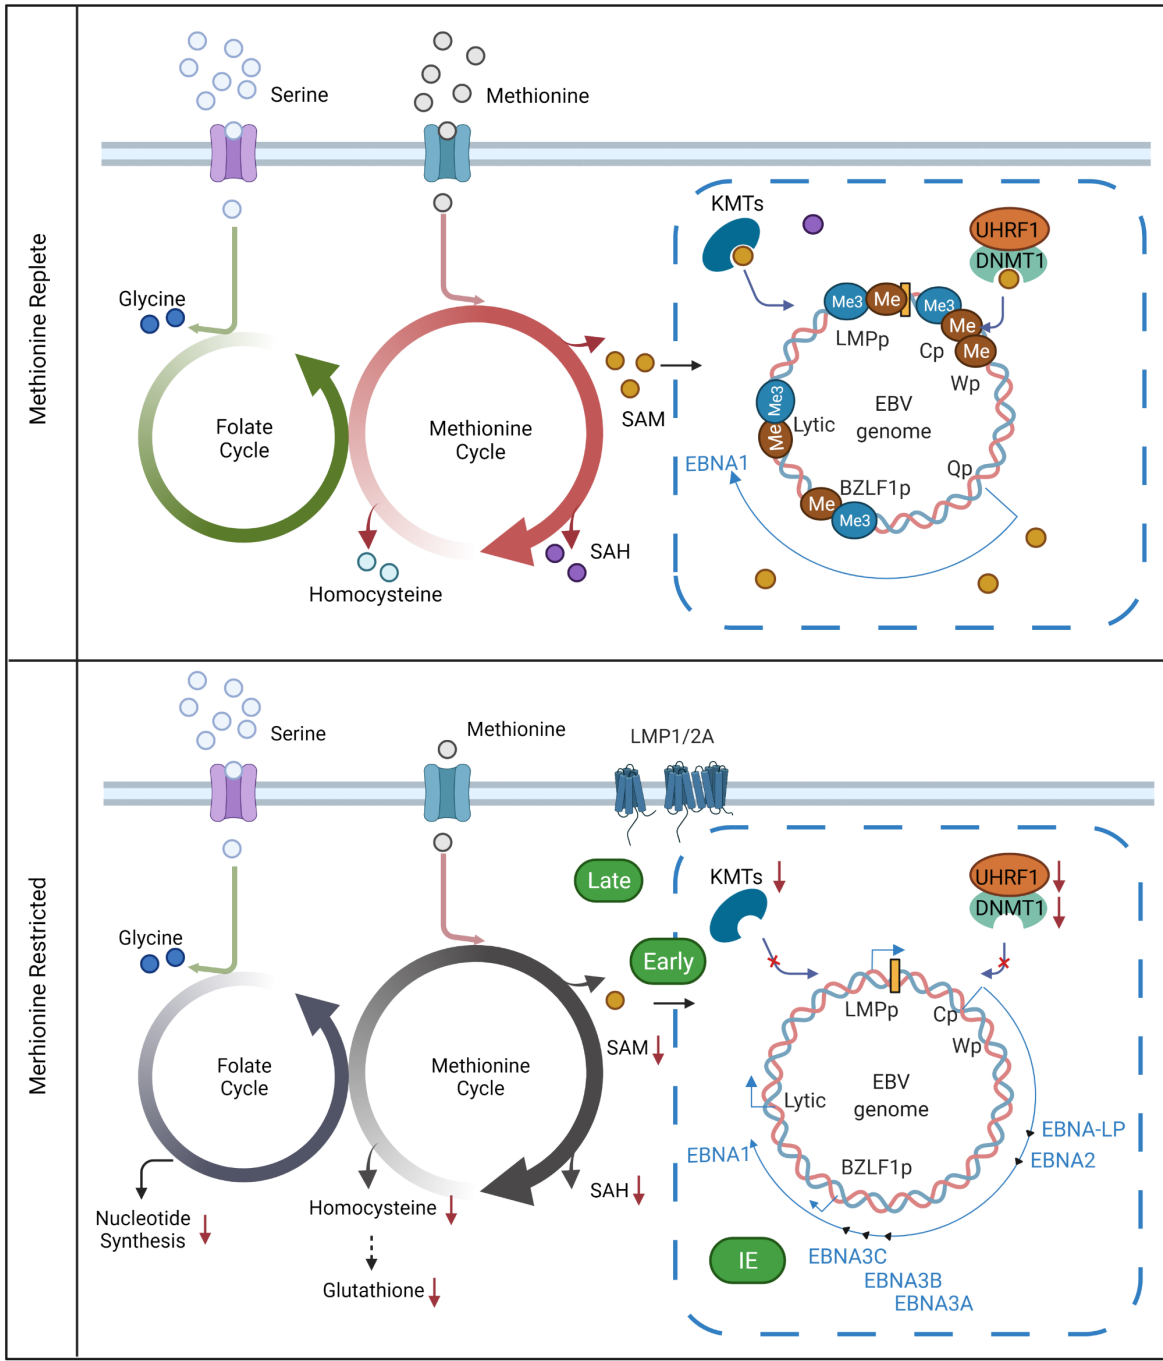 Methionine Replete
Serine
Methionine
Glycine
Folate
Cycle
Methionine
Cycle
SAM
SAH
Homocysteine
KMTs
UHRF1
DNMT1
Me3
Me
Me3
Me
Me
LMPp
Cp
Wp
Me3
Me
Lytic
EBV
genome
EBNA1
Qp
BZLF1p
Me
Me3
Merhionine Restricted
Serine
Methionine
LMP1/2A
Glycine
Folate
Cycle
Methionine
Cycle
Late
Early
SAM
SAH
Nucleotide
Synthesis
Homocysteine
Glutathione
KMTs
UHRF1
DNMT1
LMPp
Cp
Wp
Lytic
EBV
genome
EBNA1
BZLF1p
EBNA-LP
EBNA2
IE
EBNA3C
EBNA3B
EBNA3A